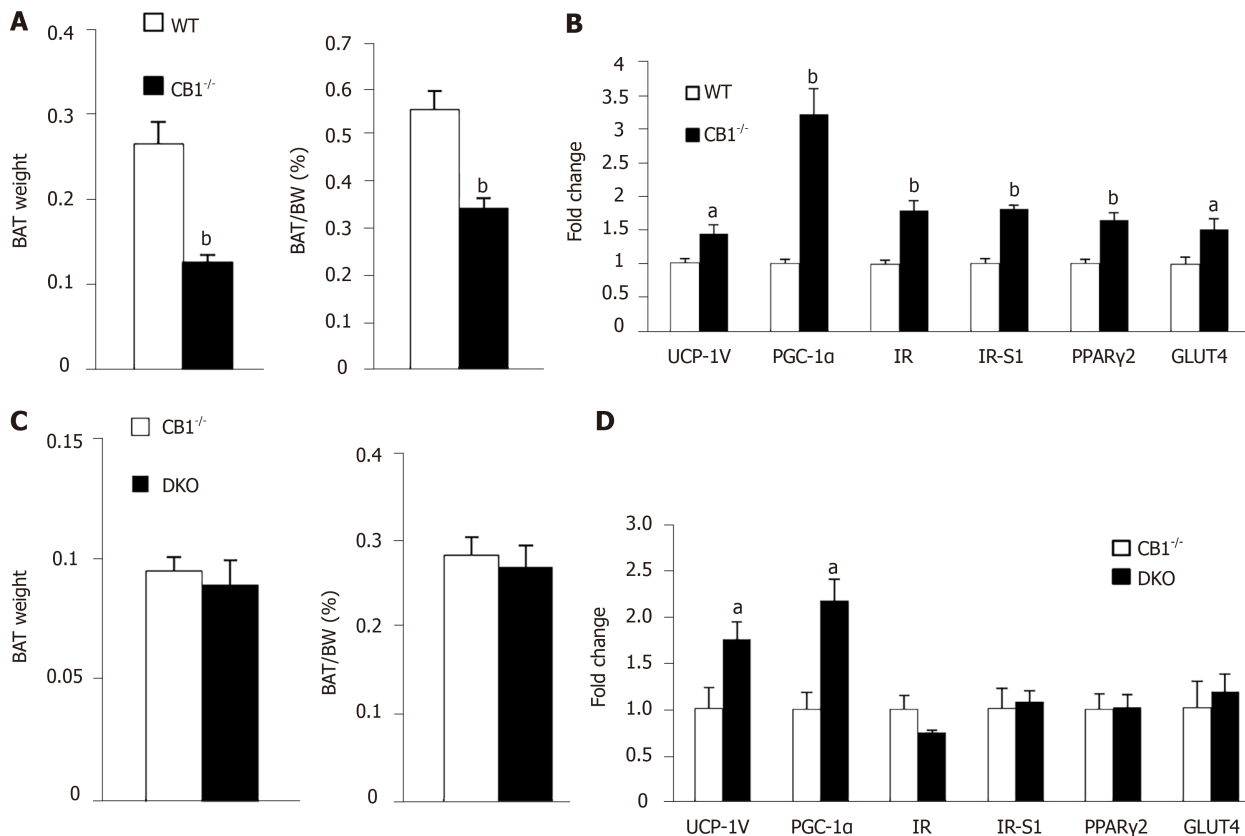 A
WT
CB1-/-
0.4
0.3
0.2
0.1
0
BAT weight
b
0.7
0.6
0.5
0.4
0.3
0.2
0.1
0
BAT/BW (%)
b
B
WT
CB1-/-
4
3.5
3
2.5
2
1.5
1
0.5
0
Fold change
a
b
b
b
b
a
UCP-1V PGC-1α IR IR-S1 PPARγ2 GLUT4
C
CB1-/-
DKO
0.15
0.1
0.05
0
BAT weight
0.4
0.3
0.2
0.1
0
BAT/BW (%)
D
CB1-/-
DKO
3.0
2.5
2.0
1.5
1.0
0.5
0
Fold change
a
a
UCP-1V PGC-1α IR IR-S1 PPARγ2 GLUT4